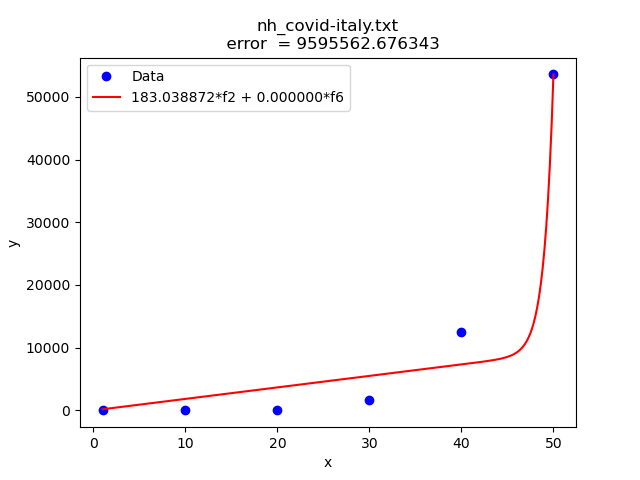 nh_covid-italy.txt
error = 9595562.676343
Data
183.038872*f2 + 0.000000*f6
50000
40000
30000
20000
10000
0
y
0 10 20 30 40 50
x